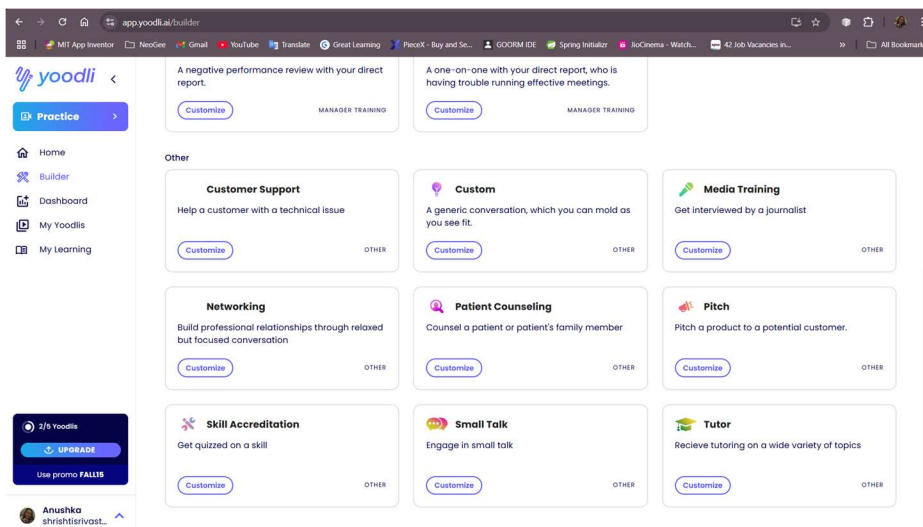 app.yoodli.ai/builder
MIT App Inventor
NeoGee
Gmail
YouTube
Translate
Great Learning
PieceX - Buy and Se...
GOORM IDE
Spring Initializr
JioCinema - Watch...
42 Job Vacancies in...
»
All Bookmark
yoodli
Practice
Home
Builder
Dashboard
My Yoodlis
My Learning
2/5 Yoodlis
UPGRADE
Use promo FALL15
Anushka
shrishtisrivast...
A negative performance review with your direct
report.
Customize
MANAGER TRAINING
A one-on-one with your direct report, who is
having trouble running effective meetings.
Customize
MANAGER TRAINING
Other
Customer Support
Help a customer with a technical issue
Customize
OTHER
Custom
A generic conversation, which you can mold as
you see fit.
Customize
OTHER
Media Training
Get interviewed by a journalist
Customize
OTHER
Networking
Build professional relationships through relaxed
but focused conversation
Customize
OTHER
Patient Counseling
Counsel a patient or patient's family member
Customize
OTHER
Pitch
Pitch a product to a potential customer.
Customize
OTHER
Skill Accreditation
Get quizzed on a skill
Customize
OTHER
Small Talk
Engage in small talk
Customize
OTHER
Tutor
Recieve tutoring on a wide variety of topics
Customize
OTHER